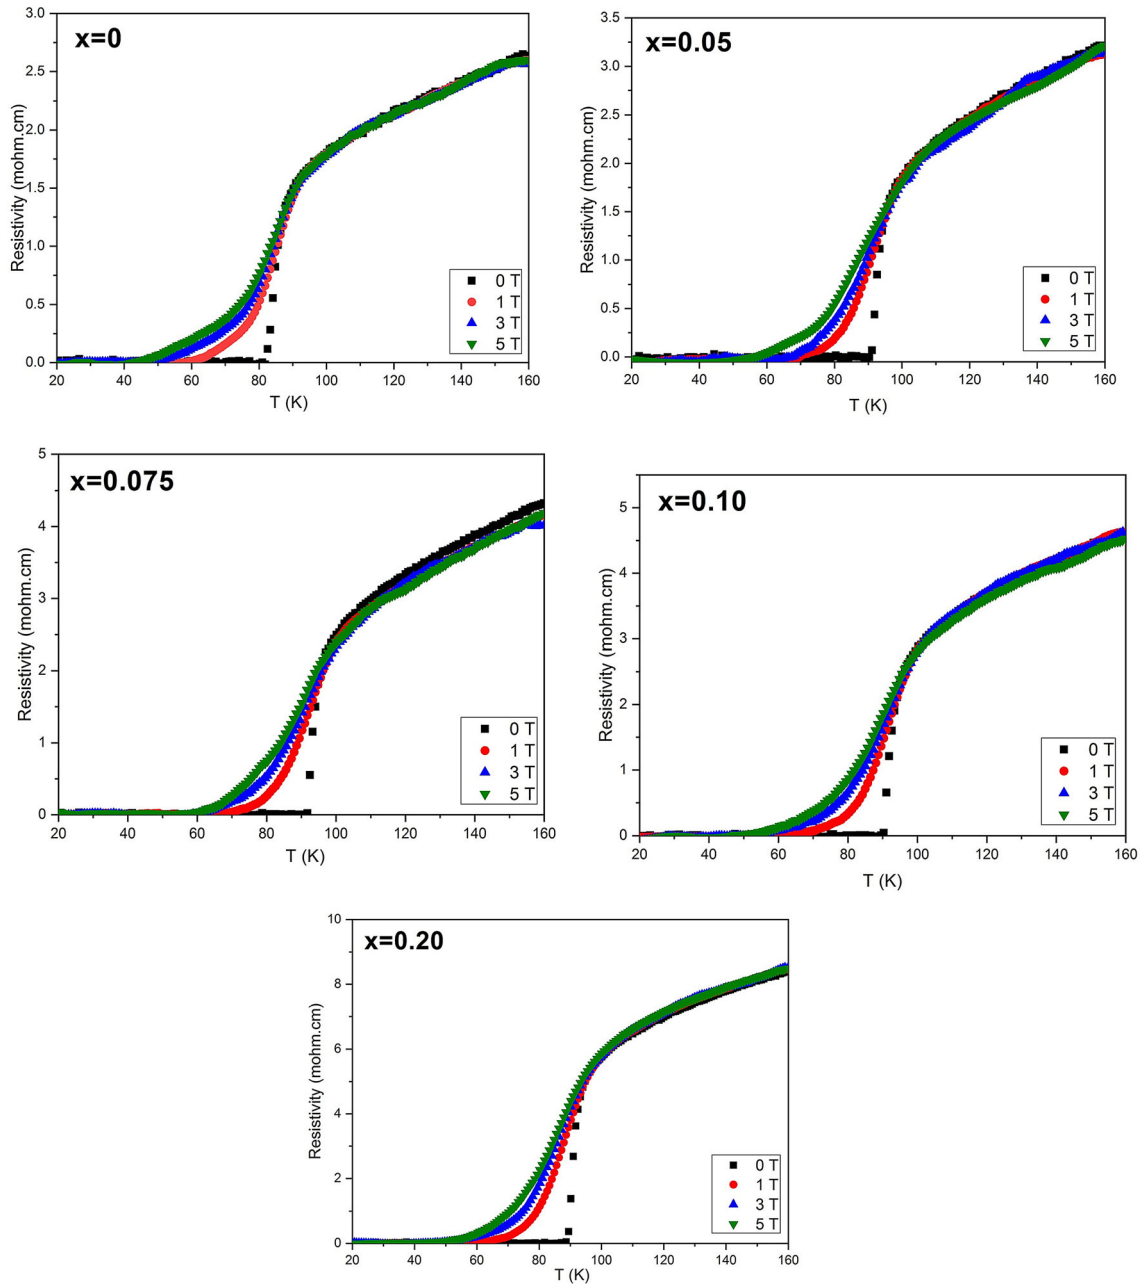 x=0
3.0
2.5
2.0
1.5
1.0
0.5
0.0
Resistivity (mohm.cm)
0 T
1 T
3 T
5 T
20 40 60 80 100 120 140 160
T (K)
x=0.05
3.5
3.0
2.5
2.0
1.5
1.0
0.5
0.0
Resistivity (mohm.cm)
0 T
1 T
3 T
5 T
20 40 60 80 100 120 140 160
T (K)
x=0.075
5
4
3
2
1
0
Resistivity (mohm.cm)
0 T
1 T
3 T
5 T
20 40 60 80 100 120 140 160
T (K)
x=0.10
5
4
3
2
1
0
Resistivity (mohm.cm)
0 T
1 T
3 T
5 T
20 40 60 80 100 120 140 160
T (K)
x=0.20
10
8
6
4
2
0
Resistivity (mohm.cm)
0 T
1 T
3 T
5 T
20 40 60 80 100 120 140 160
T (K)